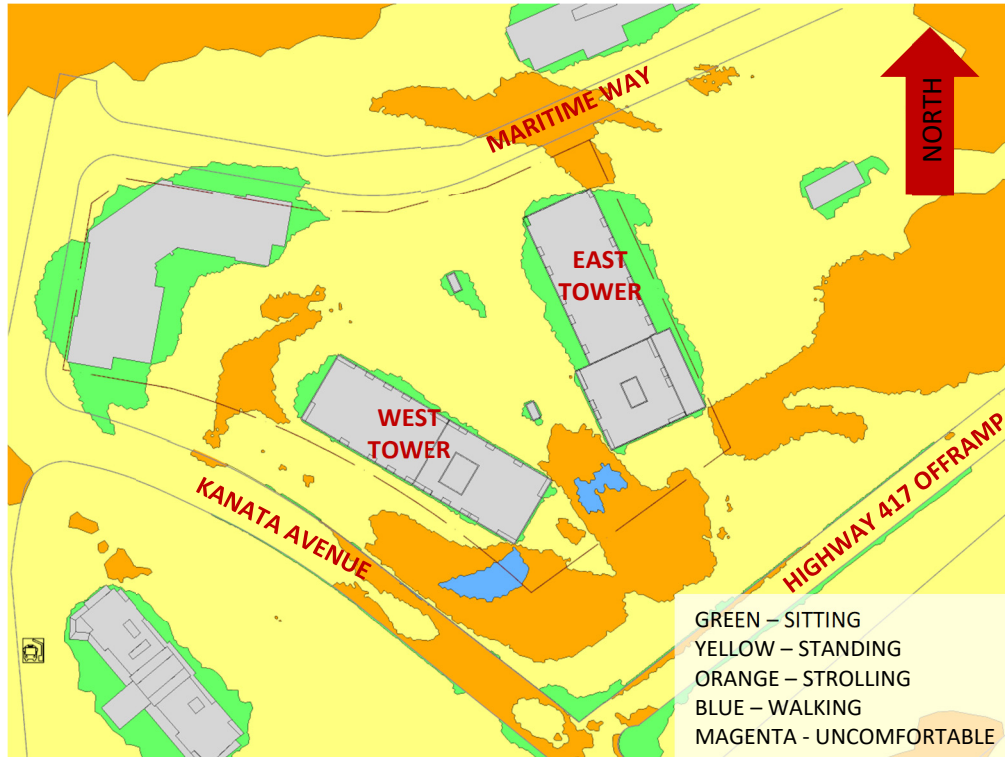 MARITIME WAY
NORTH
EAST
TOWER
WEST
TOWER
KANATA AVENUE
HIGHWAY 417 OFFRAMP
GREEN – SITTING
YELLOW – STANDING
ORANGE – STROLLING
BLUE – WALKING
MAGENTA - UNCOMFORTABLE